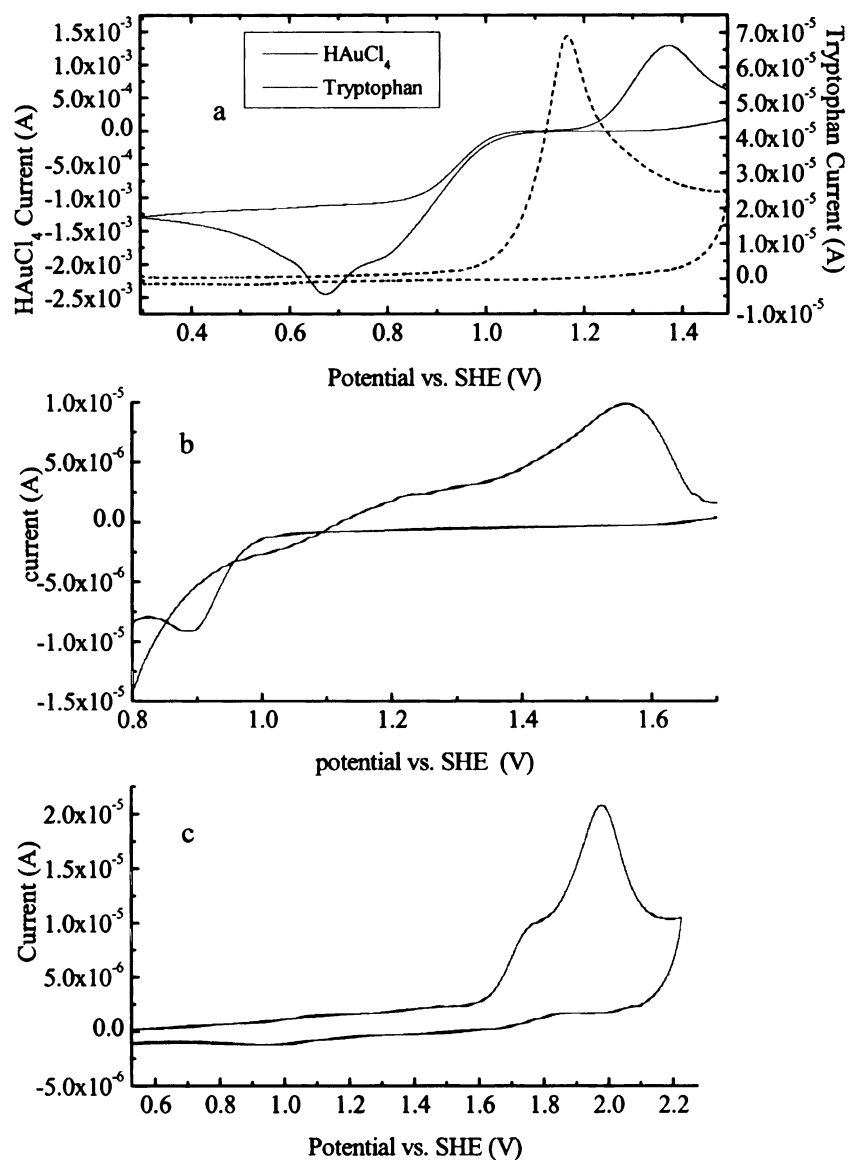 1.5x10⁻³
1.0x10⁻³
5.0x10⁻⁴
0.0
-5.0x10⁻⁴
-1.0x10⁻³
-1.5x10⁻³
-2.0x10⁻³
-2.5x10⁻³
HAuCl₄ Current (A)
a
HAuCl₄
Tryptophan
7.0x10⁻⁵
6.0x10⁻⁵
5.0x10⁻⁵
4.0x10⁻⁵
3.0x10⁻⁵
2.0x10⁻⁵
1.0x10⁻⁵
0.0
-1.0x10⁻⁵
Tryptophan Current (A)
0.4 0.6 0.8 1.0 1.2 1.4
Potential vs. SHE (V)
1.0x10⁻⁵
5.0x10⁻⁶
0.0
-5.0x10⁻⁶
-1.0x10⁻⁵
-1.5x10⁻⁵
current (A)
b
0.8 1.0 1.2 1.4 1.6
potential vs. SHE (V)
2.0x10⁻⁵
1.5x10⁻⁵
1.0x10⁻⁵
5.0x10⁻⁶
0.0
-5.0x10⁻⁶
Current (A)
c
0.6 0.8 1.0 1.2 1.4 1.6 1.8 2.0 2.2
Potential vs. SHE (V)